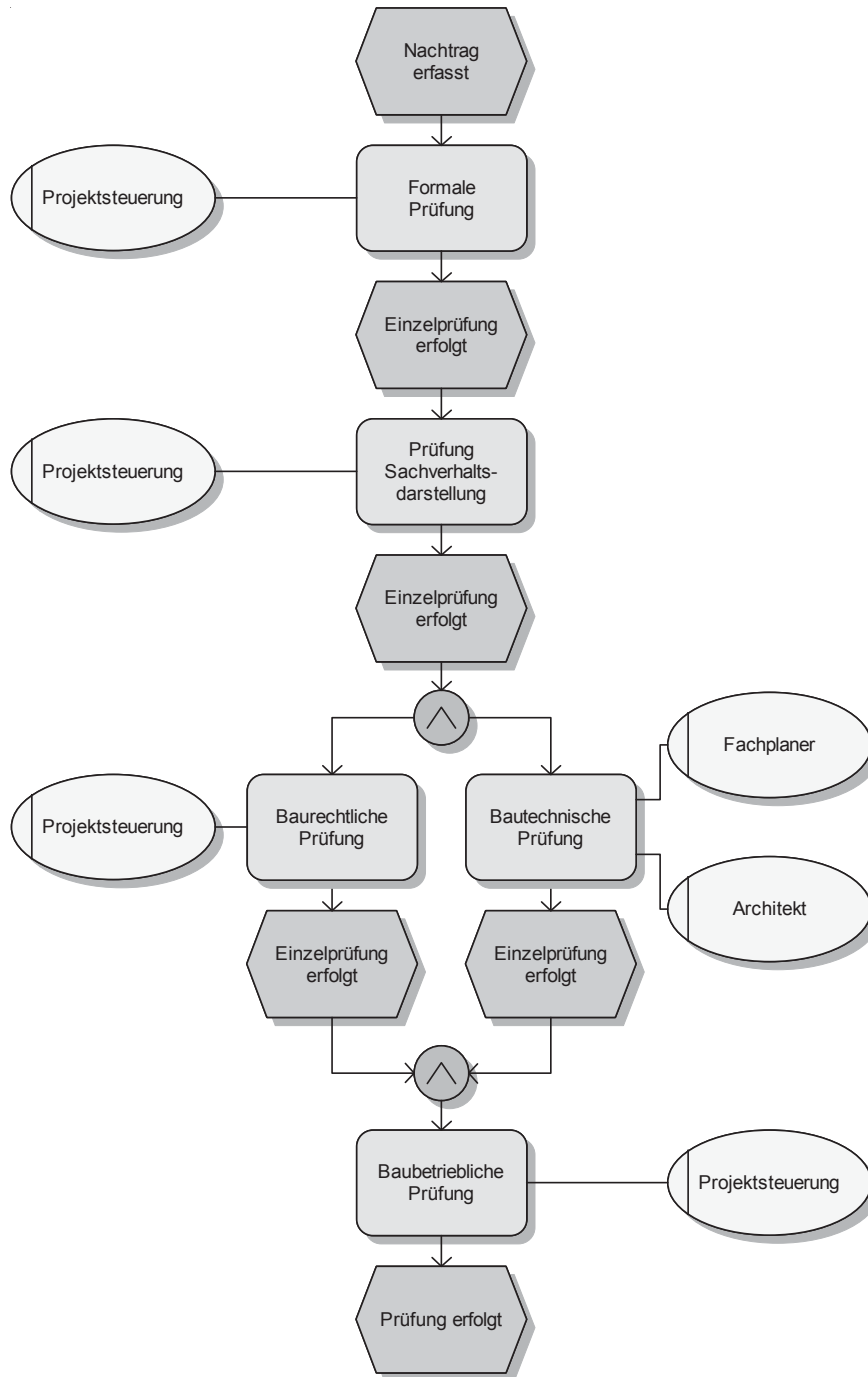 Nachtrag
erfasst
Projektsteuerung
Formale
Prüfung
Einzelprüfung
erfolgt
Projektsteuerung
Prüfung
Sachverhalts-
darstellung
Einzelprüfung
erfolgt
Fachplaner
Projektsteuerung
Baurechtliche
Prüfung
Bautechnische
Prüfung
Architekt
Einzelprüfung
erfolgt
Einzelprüfung
erfolgt
Baubetriebliche
Prüfung
Projektsteuerung
Prüfung erfolgt